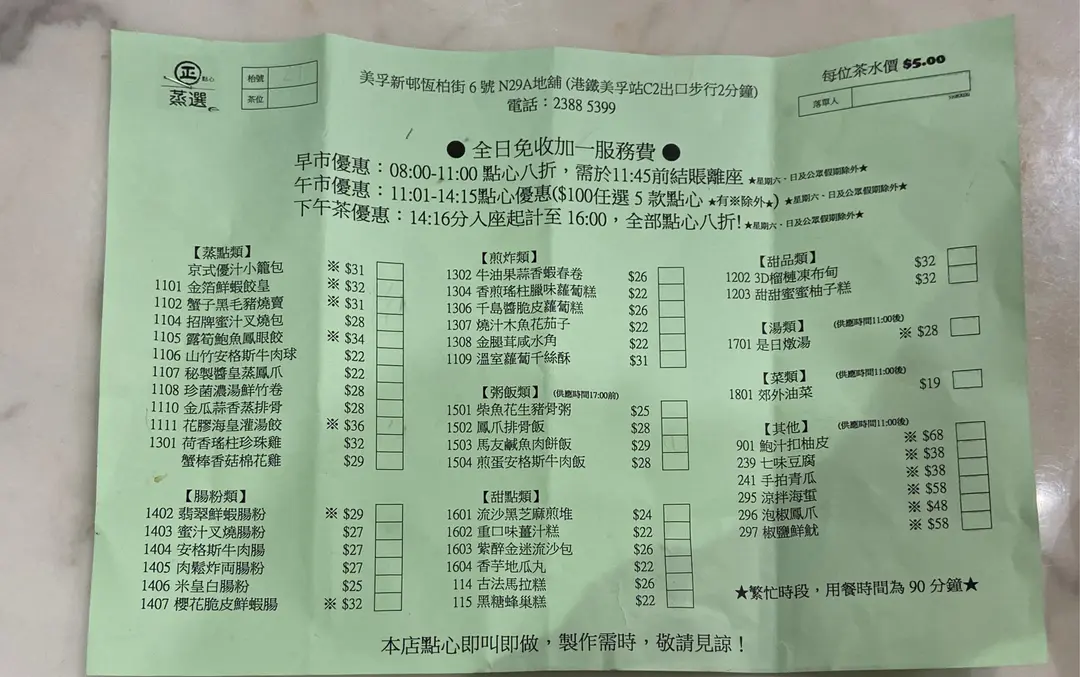 正 點心
蒸選
枱號
茶位
美孚新邨恆柏街 6 號 N29A地舖 (港鐵美孚站C2出口步行2分鐘)
電話：2388 5399
每位茶水價 $5.00
落單人
● 全日免收加一服務費 ●
早市優惠：08:00-11:00 點心八折，需於11:45前結賬離座 ★星期六、日及公眾假期除外★
午市優惠：11:01-14:15點心優惠($100任選 5 款點心 ★有※除外★) ★星期六、日及公眾假期除外★
下午茶優惠：14:16分入座起計至 16:00，全部點心八折! ★星期六、日及公眾假期除外★
【蒸點類】
京式優汁小籠包 ※ $31
1101 金箔鮮蝦餃皇 ※ $32
1102 蟹子黑毛豬燒賣 ※ $31
1104 招牌蜜汁叉燒包 $28
1105 露筍鮑魚鳳眼餃 ※ $34
1106 山竹安格斯牛肉球 $22
1107 秘製醬皇蒸鳳爪 $22
1108 珍菌濃湯鮮竹卷 $28
1110 金瓜蒜香蒸排骨 $28
1111 花膠海皇灌湯餃 ※ $36
1301 荷香瑤柱珍珠雞 $32
蟹棒香菇棉花雞 $29
【腸粉類】
1402 翡翠鮮蝦腸粉 ※ $29
1403 蜜汁叉燒腸粉 $27
1404 安格斯牛肉腸 $27
1405 肉鬆炸両腸粉 $27
1406 米皇白腸粉 $25
1407 櫻花脆皮鮮蝦腸 ※ $32
【煎炸類】
1302 牛油果蒜香蝦春卷 $26
1304 香煎瑤柱臘味蘿蔔糕 $22
1306 千島醬脆皮蘿蔔糕 $26
1307 燒汁木魚花茄子 $22
1308 金腿茸咸水角 $22
1109 溫室蘿蔔千絲酥 $31
【粥飯類】 (供應時間17:00前)
1501 柴魚花生豬骨粥 $25
1502 鳳爪排骨飯 $28
1503 馬友鹹魚肉餅飯 $29
1504 煎蛋安格斯牛肉飯 $28
【甜點類】
1601 流沙黑芝麻煎堆 $24
1602 重口味薑汁糕 $22
1603 紫醉金迷流沙包 $26
1604 香芋地瓜丸 $22
114 古法馬拉糕 $26
115 黑糖蜂巢糕 $22
【甜品類】
1202 3D榴槤凍布甸 $32
1203 甜甜蜜蜜柚子糕 $32
【湯類】 (供應時間11:00後)
1701 是日燉湯 ※ $28
【菜類】 (供應時間11:00後)
1801 郊外油菜 $19
【其他】 (供應時間11:00後)
901 鮑汁扣柚皮 ※ $68
239 七味豆腐 ※ $38
241 手拍青瓜 ※ $38
295 涼拌海蜇 ※ $58
296 泡椒鳳爪 ※ $48
297 椒鹽鮮魷 ※ $58
★繁忙時段，用餐時間為 90 分鐘★
本店點心即叫即做，製作需時，敬請見諒！